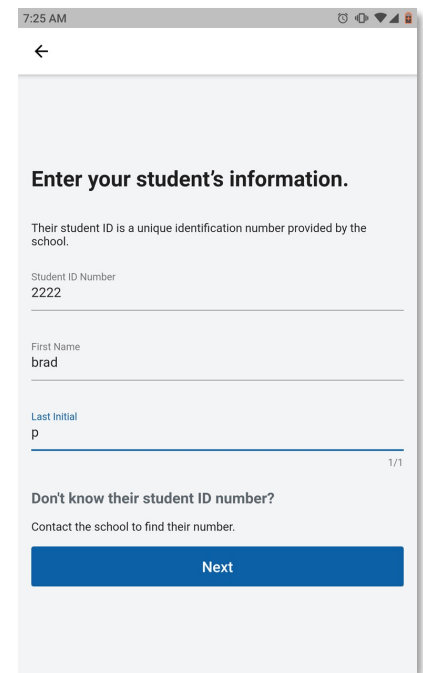 7:25 AM
Enter your student's information.
Their student ID is a unique identification number provided by the
school.
Student ID Number
2222
First Name
brad
Last Initial
p
1/1
Don't know their student ID number?
Contact the school to find their number.
Next